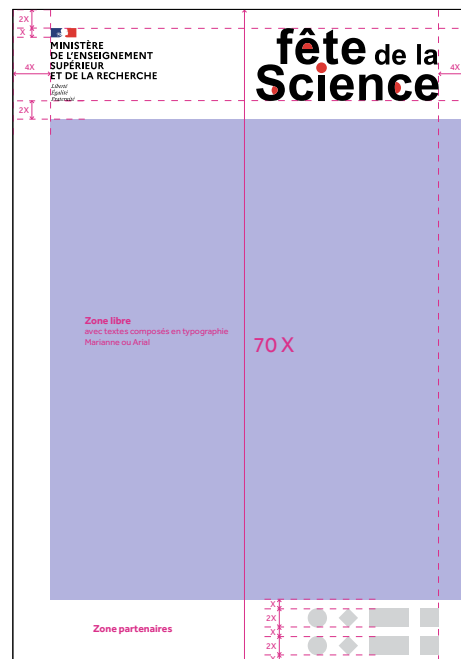 2X
X
MINISTÈRE
DE L'ENSEIGNEMENT
SUPÉRIEUR
ET DE LA RECHERCHE
Liberté
Égalité
Fraternité
fête de la
Science
4X
4X
2X
Zone libre
avec textes composés en typographie
Marianne ou Arial
70 X
Zone partenaires
X
2X
X
2X
X